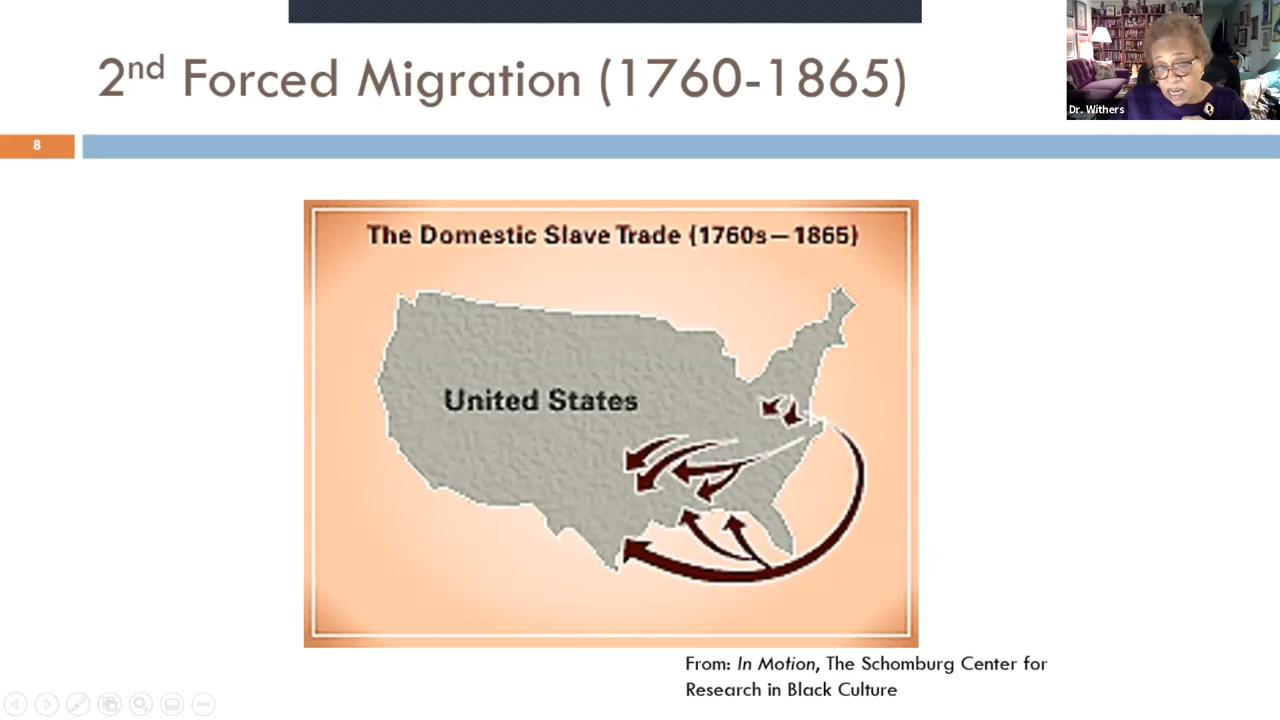 2nd Forced Migration (1760-1865)
Dr. Withers
8
The Domestic Slave Trade (1760s—1865)
United States
From: In Motion, The Schomburg Center for
Research in Black Culture